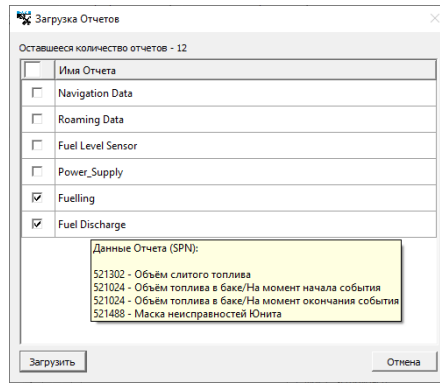 Загрузка Отчетов
Оставшееся количество отчетов - 12
Имя Отчета
Navigation Data
Roaming Data
Fuel Level Sensor
Power_Supply
Fuelling
Fuel Discharge
Данные Отчета (SPN):
521302 - Объём слитого топлива
521024 - Объём топлива в баке/На момент начала события
521024 - Объём топлива в баке/На момент окончания события
521488 - Маска неисправностей Юнита
Загрузить
Отмена